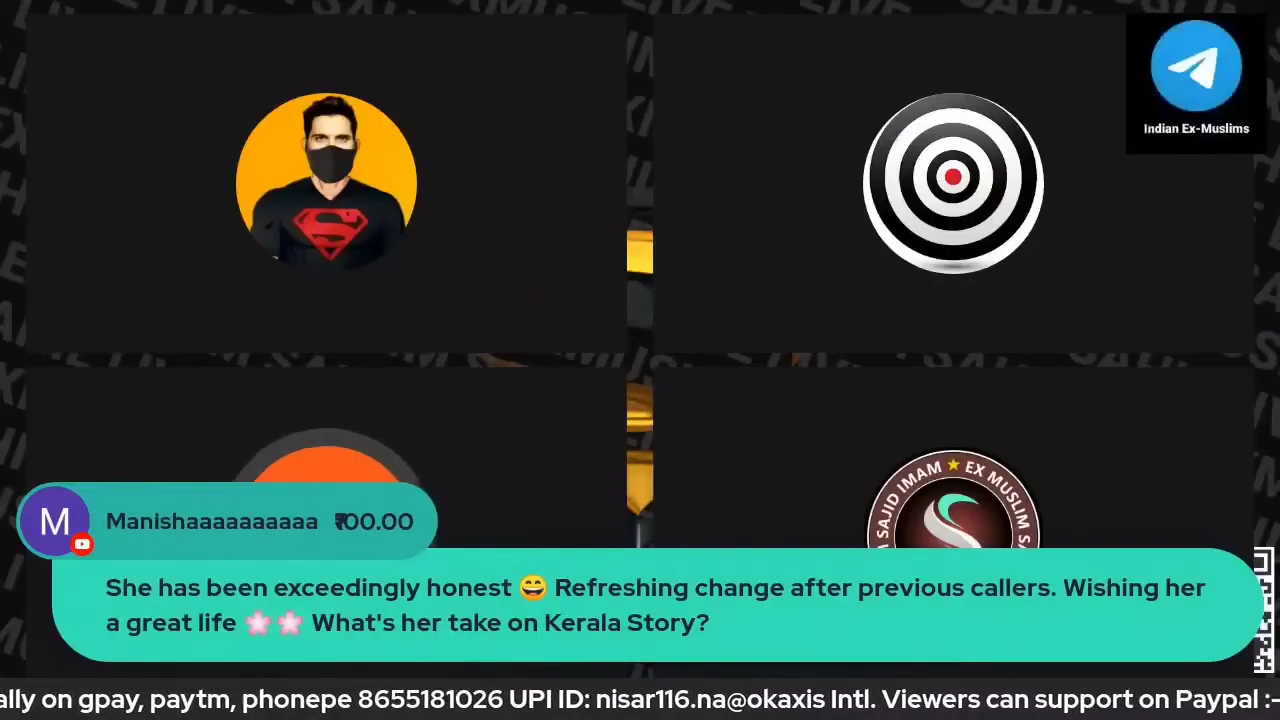 Indian Ex-Muslims
SAJID IMAM ★ EX MUSLIM
M
Manishaaaaaaaaaa
She has been exceedingly honest 😄 Refreshing change after previous callers. Wishing her
a great life 🌸🌸 What's her take on Kerala Story?
ally on gpay, paytm, phonepe 8655181026 UPI ID: nisar116.na@okaxis Intl. Viewers can support on Paypal :-